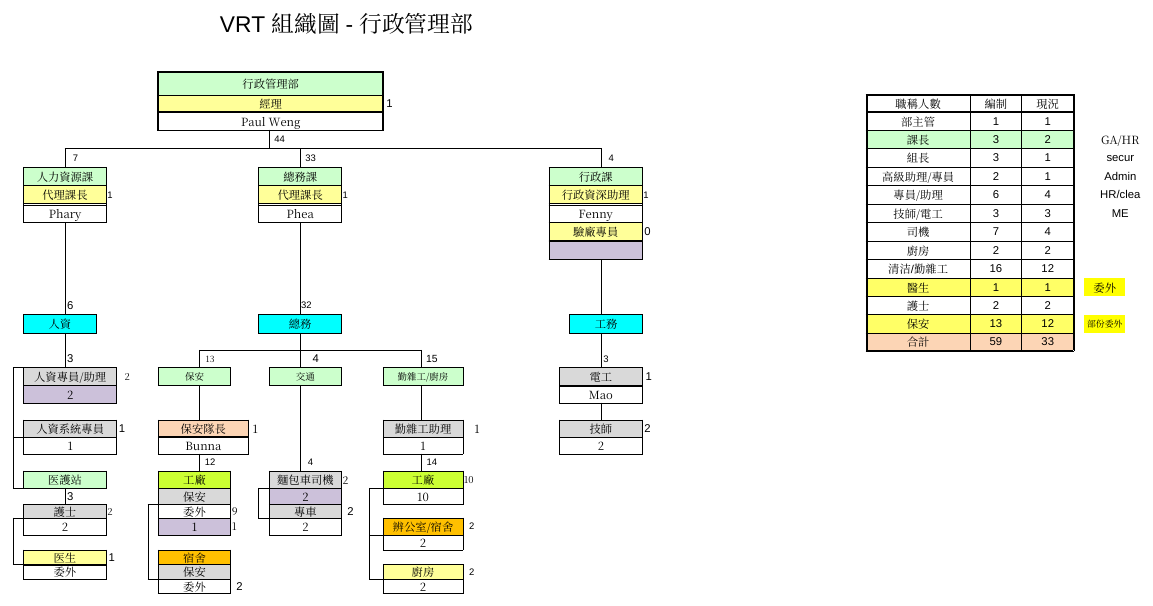 VRT 組織圖 - 行政管理部
行政管理部
經理 1
Paul Weng
44
7 33 4
人力資源課 總務課 行政課
代理課長 1 代理課長 1 行政資深助理 1
Phary Phea Fenny
驗廠專員 0
6 32
人資 總務 工務
3 13 4 15 3
人資專員/助理 2 保安 交通 勤雜工/廚房 電工 1
2 Mao
人資系統專員 1 保安隊長 1 勤雜工助理 1 技師 2
1 Bunna 1 2
12 4 14
医護站 工廠 麵包車司機 2 工廠 10
3 保安 2 10
護士 2 委外 9 專車 2
2 1 1 2 辨公室/宿舍 2
2
医生 1 宿舍
委外 保安 廚房 2
委外 2 2
職稱人數 編制 現況
部主管 1 1
課長 3 2 GA/HR
組長 3 1 secur
高級助理/專員 2 1 Admin
專員/助理 6 4 HR/clea
技師/電工 3 3 ME
司機 7 4
廚房 2 2
清洁/勤雜工 16 12
醫生 1 1 委外
護士 2 2
保安 13 12 部份委外
合計 59 33